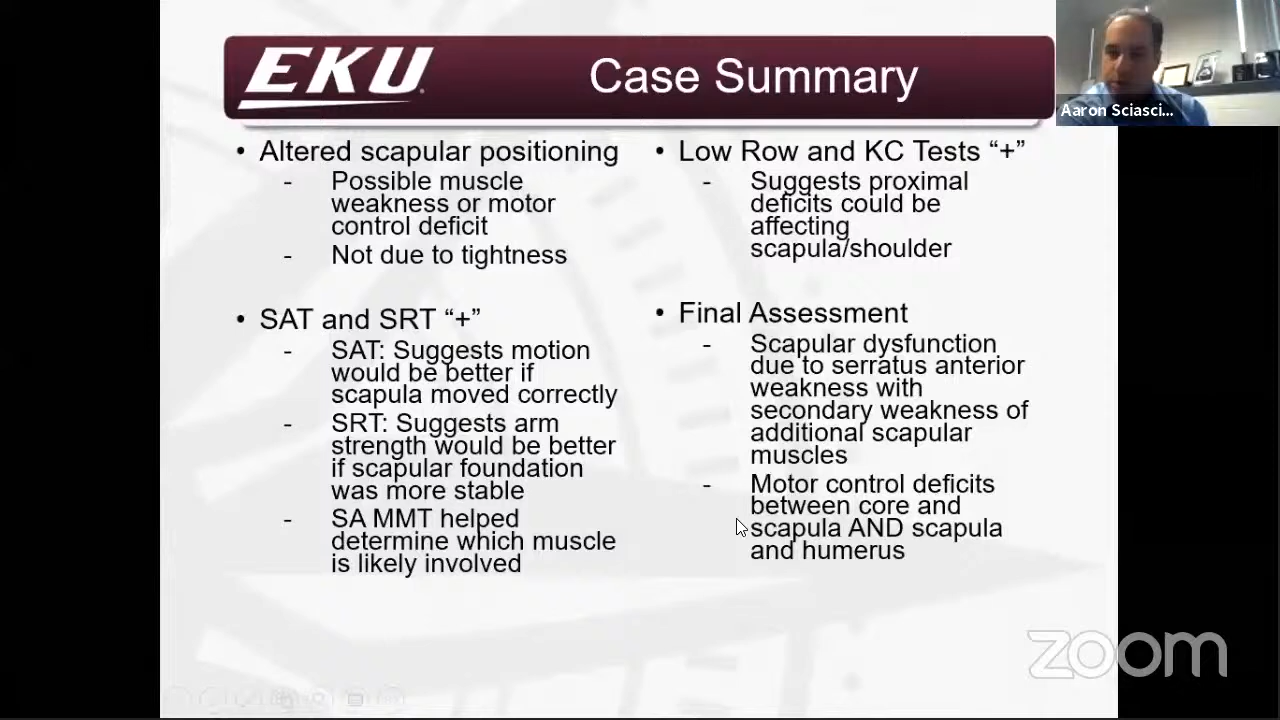 EKU
Case Summary
Aaron Sciasci...
• Altered scapular positioning
- Possible muscle
weakness or motor
control deficit
- Not due to tightness
• SAT and SRT “+”
- SAT: Suggests motion
would be better if
scapula moved correctly
- SRT: Suggests arm
strength would be better
if scapular foundation
was more stable
- SA MMT helped
determine which muscle
is likely involved
• Low Row and KC Tests “+”
- Suggests proximal
deficits could be
affecting
scapula/shoulder
• Final Assessment
- Scapular dysfunction
due to serratus anterior
weakness with
secondary weakness of
additional scapular
muscles
- Motor control deficits
between core and
scapula AND scapula
and humerus
zoom